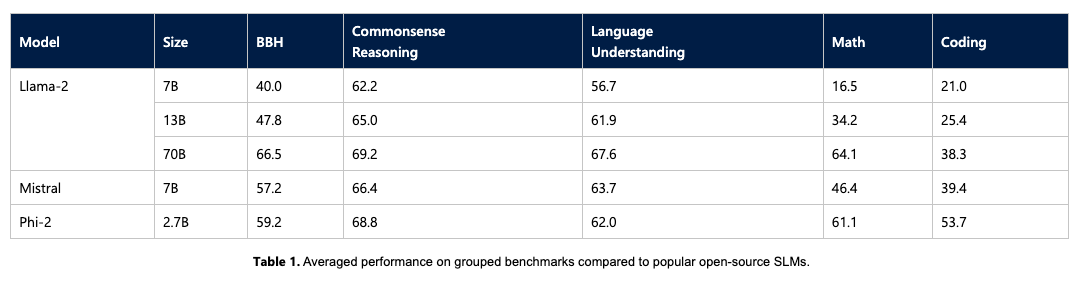 Model Size BBH Commonsense Reasoning Language Understanding Math Coding
Llama-2 7B 40.0 62.2 56.7 16.5 21.0
13B 47.8 65.0 61.9 34.2 25.4
70B 66.5 69.2 67.6 64.1 38.3
Mistral 7B 57.2 66.4 63.7 46.4 39.4
Phi-2 2.7B 59.2 68.8 62.0 61.1 53.7
Table 1. Averaged performance on grouped benchmarks compared to popular open-source SLMs.